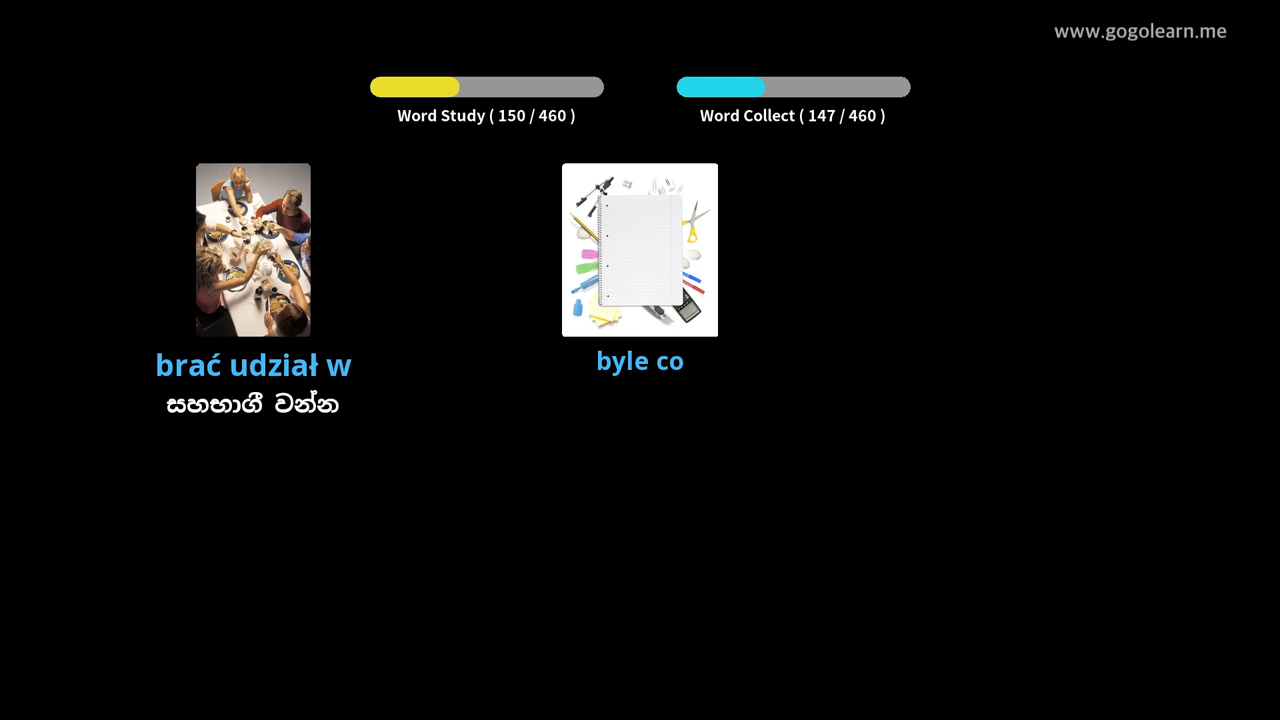 www.gogolearn.me
Word Study ( 150 / 460 )
Word Collect ( 147 / 460 )
brać udział w
සහභාගී වන්න
byle co